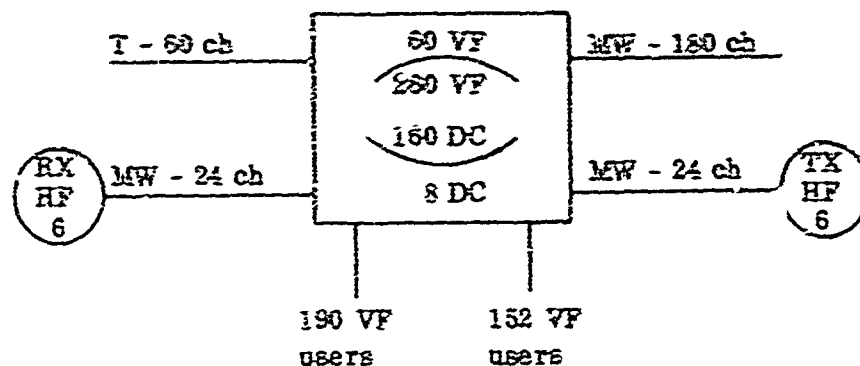 T - 60 ch
60 VF
MW - 180 ch
280 VF
160 DC
RX
HF
6
MW - 24 ch
8 DC
MW - 24 ch
TX
HF
6
190 VF
users
152 VF
users